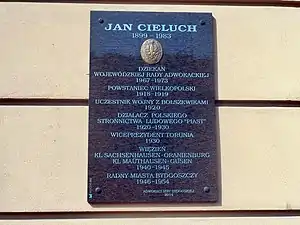 JAN CIELUCH
1899 - 1983
DZIEKAN
WOJEWÓDZKIEJ RADY ADWOKACKIEJ
1967-1973
POWSTANIEC WIELKOPOLSKI
1918-1919
UCZESTNIK WOJNY Z BOLSZEWIKAMI
1920
DZIAŁACZ POLSKIEGO
STRONNICTWA LUDOWEGO "PIAST"
1920-1930
WICEPREZYDENT TORUNIA
1930
WIĘZIEŃ
KL SACHSENHAUSEN-ORANIENBURG
KL MAUTHAUSEN-GUSEN
1940-1945
RADNY MIASTA BYDGOSZCZY
1946-1954